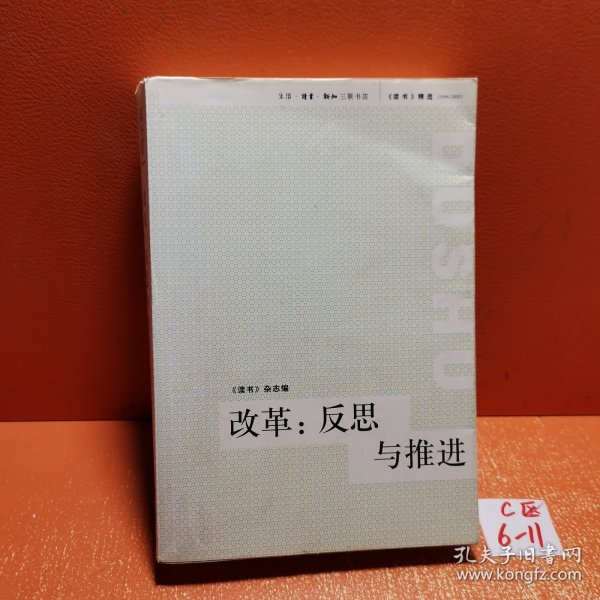 生活·读书·新知三联书店 《读书》精选 (1996-2005)
DUSHU
《读书》杂志编
改革：反思
与推进
C区
6-11
孔夫子旧书网
www.kongfz.com